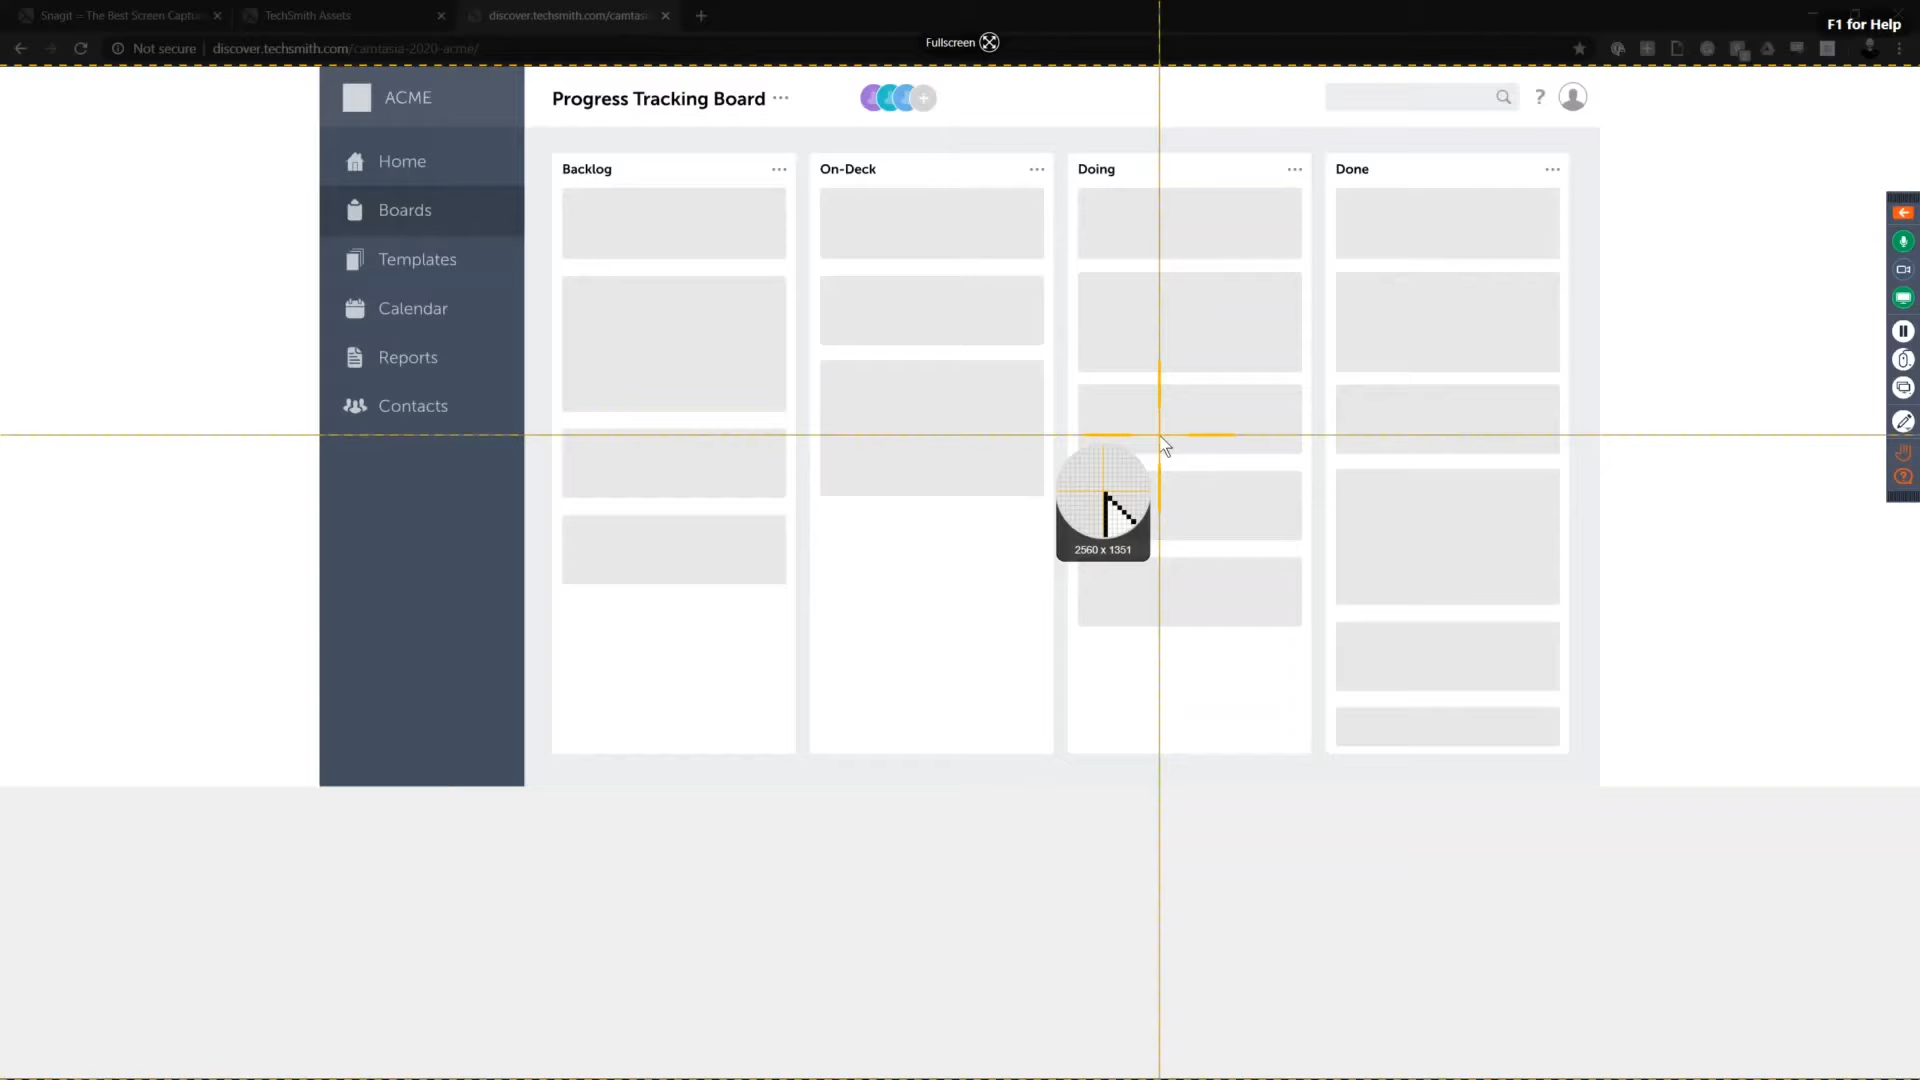 Snagit = The Best Screen Captu
TechSmith Assets
discover.techsmith.com/camtasi
F1 for Help
Not secure | discover.techsmith.com/camtasia-2020-acme/
Fullscreen
ACME
Progress Tracking Board
?
Home
Boards
Templates
Calendar
Reports
Contacts
Backlog
On-Deck
Doing
Done
2560 x 1351